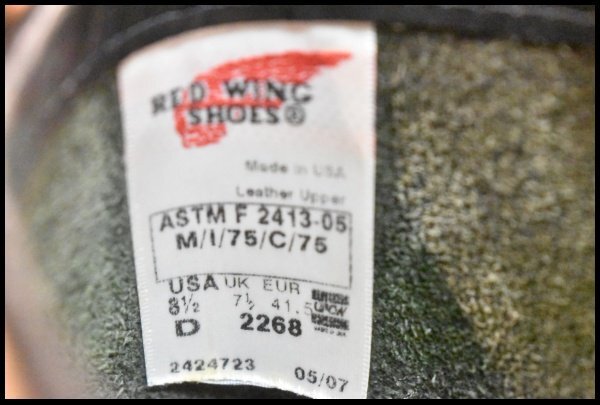 RED WING
SHOES®
Made in USA
Leather Upper
ASTM F 2413-05
M/I/75/C/75
USA UK EUR
8½ 7½ 41.5
D 2268
2424723 05/07